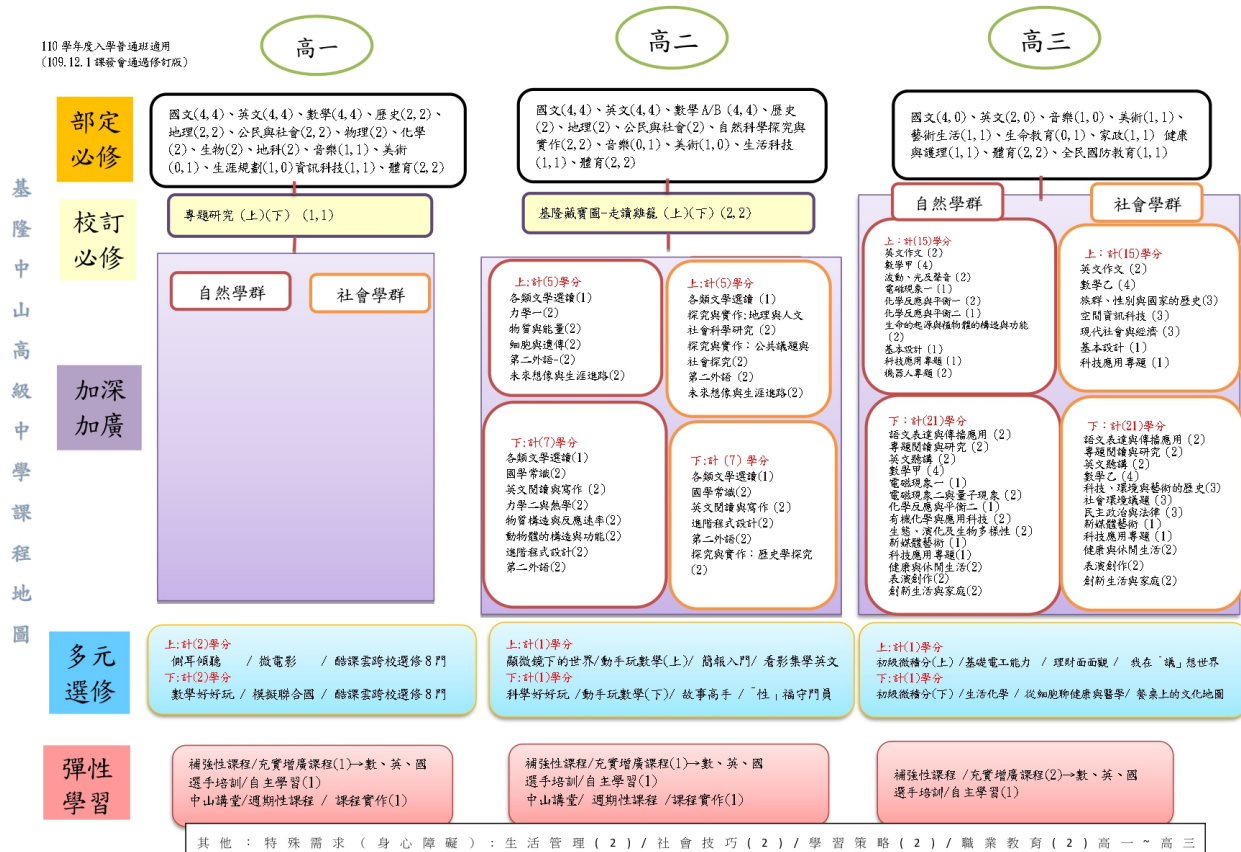 110 學年度入學普通班適用
(109.12.1 課發會通過修訂版)
高一
高二
高三
基隆中山高級中學課程地圖
部定
必修
國文(4,4)、英文(4,4)、數學(4,4)、歷史(2,2)、
地理(2,2)、公民與社會(2,2)、物理(2)、化學
(2)、生物(2)、地科(2)、音樂(1,1)、美術
(0,1)、生涯規劃(1,0)資訊科技(1,1)、體育(2,2)
國文(4,4)、英文(4,4)、數學A/B (4,4)、歷史
(2)、地理(2)、公民與社會(2)、自然科學探究與
實作(2,2)、音樂(0,1)、美術(1,0)、生活科技
(1,1)、體育(2,2)
國文(4,0)、英文(2,0)、音樂(1,0)、美術(1,1)、
藝術生活(1,1)、生命教育(0,1)、家政(1,1) 健康
與護理(1,1)、體育(2,2)、全民國防教育(1,1)
校訂
必修
專題研究 (上)(下) (1,1)
基隆藏寶圖-走讀雞籠 (上)(下) (2,2)
加深
加廣
自然學群
社會學群
上:計(5)學分
各類文學選讀(1)
力學一(2)
物質與能量(2)
細胞與遺傳(2)
第二外語-(2)
未來想像與生涯進路(2)
上:計(5)學分
各類文學選讀 (1)
探究與實作:地理與人文
社會科學研究 (2)
探究與實作：公共議題與
社會探究(2)
第二外語 (2)
未來想像與生涯進路(2)
下:計(7)學分
各類文學選讀(1)
國學常識(2)
英文閱讀與寫作 (2)
力學二與熱學(2)
物質構造與反應速率(2)
動物體的構造與功能(2)
進階程式設計(2)
第二外語(2)
下:計 (7) 學分
各類文學選讀(1)
國學常識(2)
英文閱讀與寫作(2)
進階程式設計(2)
第二外語(2)
探究與實作：歷史學探究
(2)
自然學群
社會學群
上：計(15)學分
英文作文 (2)
數學甲 (4)
波動、光及聲音 (2)
電磁現象一 (1)
化學反應與平衡一 (2)
化學反應與平衡二 (1)
生命的起源與植物體的構造與功能
(2)
基本設計 (1)
科技應用專題 (1)
機器人專題 (2)
上：計(15)學分
英文作文 (2)
數學乙 (4)
族群、性別與國家的歷史(3)
空間資訊科技 (3)
現代社會與經濟 (3)
基本設計 (1)
科技應用專題 (1)
下：計(21)學分
語文表達與傳播應用 (2)
專題閱讀與研究 (2)
英文聽講 (2)
數學甲 (4)
電磁現象一 (1)
電磁現象二與量子現象 (2)
化學反應與平衡二 (1)
有機化學與應用科技 (2)
生態、演化及生物多樣性 (2)
新媒體藝術 (1)
科技應用專題(1)
健康與休閒生活(2)
表演創作(2)
創新生活與家庭(2)
下：計(21)學分
語文表達與傳播應用 (2)
專題閱讀與研究 (2)
英文聽講 (2)
數學乙 (4)
科技、環境與藝術的歷史(3)
社會環境議題 (3)
民主政治與法律 (3)
新媒體藝術 (1)
科技應用專題 (1)
健康與休閒生活(2)
表演創作(2)
創新生活與家庭(2)
多元
選修
上:計(2)學分
側耳傾聽 / 微電影 / 酷課雲跨校選修8門
下:計(2)學分
數學好好玩 / 模擬聯合國 / 酷課雲跨校選修8門
上:計(1)學分
顯微鏡下的世界/動手玩數學(上)/ 簡報入門/ 看影集學英文
下:計(1)學分
科學好好玩 /動手玩數學(下)/ 故事高手 /「性」福守門員
上:計(1)學分
初級微積分(上) /基礎電工能力 / 理財面面觀 / 我在「議」想世界
下:計(1)學分
初級微積分(下) /生活化學 / 從細胞聊健康與醫學/ 餐桌上的文化地圖
彈性
學習
補強性課程/充實增廣課程(1)→數、英、國
選手培訓/自主學習(1)
中山講堂/週期性課程 / 課程實作(1)
補強性課程/充實增廣課程(1)→數、英、國
選手培訓/自主學習(1)
中山講堂/ 週期性課程 /課程實作(1)
補強性課程 /充實增廣課程(2)→數、英、國
選手培訓/自主學習(1)
其他：特殊需求（身心障礙）:生活管理(2)/社會技巧(2)/學習策略(2)/職業教育(2)高一~高三